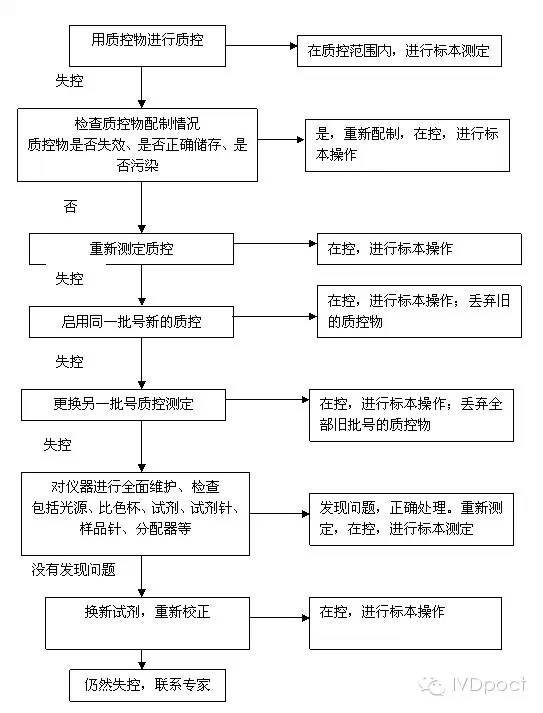 用质控物进行质控
在质控范围内，进行标本测定
失控
检查质控物配制情况
质控物是否失效、是否正确储存、是
否污染
是，重新配制，在控，进行标
本操作
否
重新测定质控
在控，进行标本操作
失控
启用同一批号新的质控
在控，进行标本操作；丢弃旧
的质控物
失控
更换另一批号质控测定
在控，进行标本操作；丢弃全
部旧批号的质控物
失控
对仪器进行全面维护、检查
包括光源、比色杯、试剂、试剂针、
样品针、分配器等
发现问题，正确处理。重新测
定，在控，进行标本测定
没有发现问题
换新试剂，重新校正
在控，进行标本操作
仍然失控，联系专家
IVDpoct